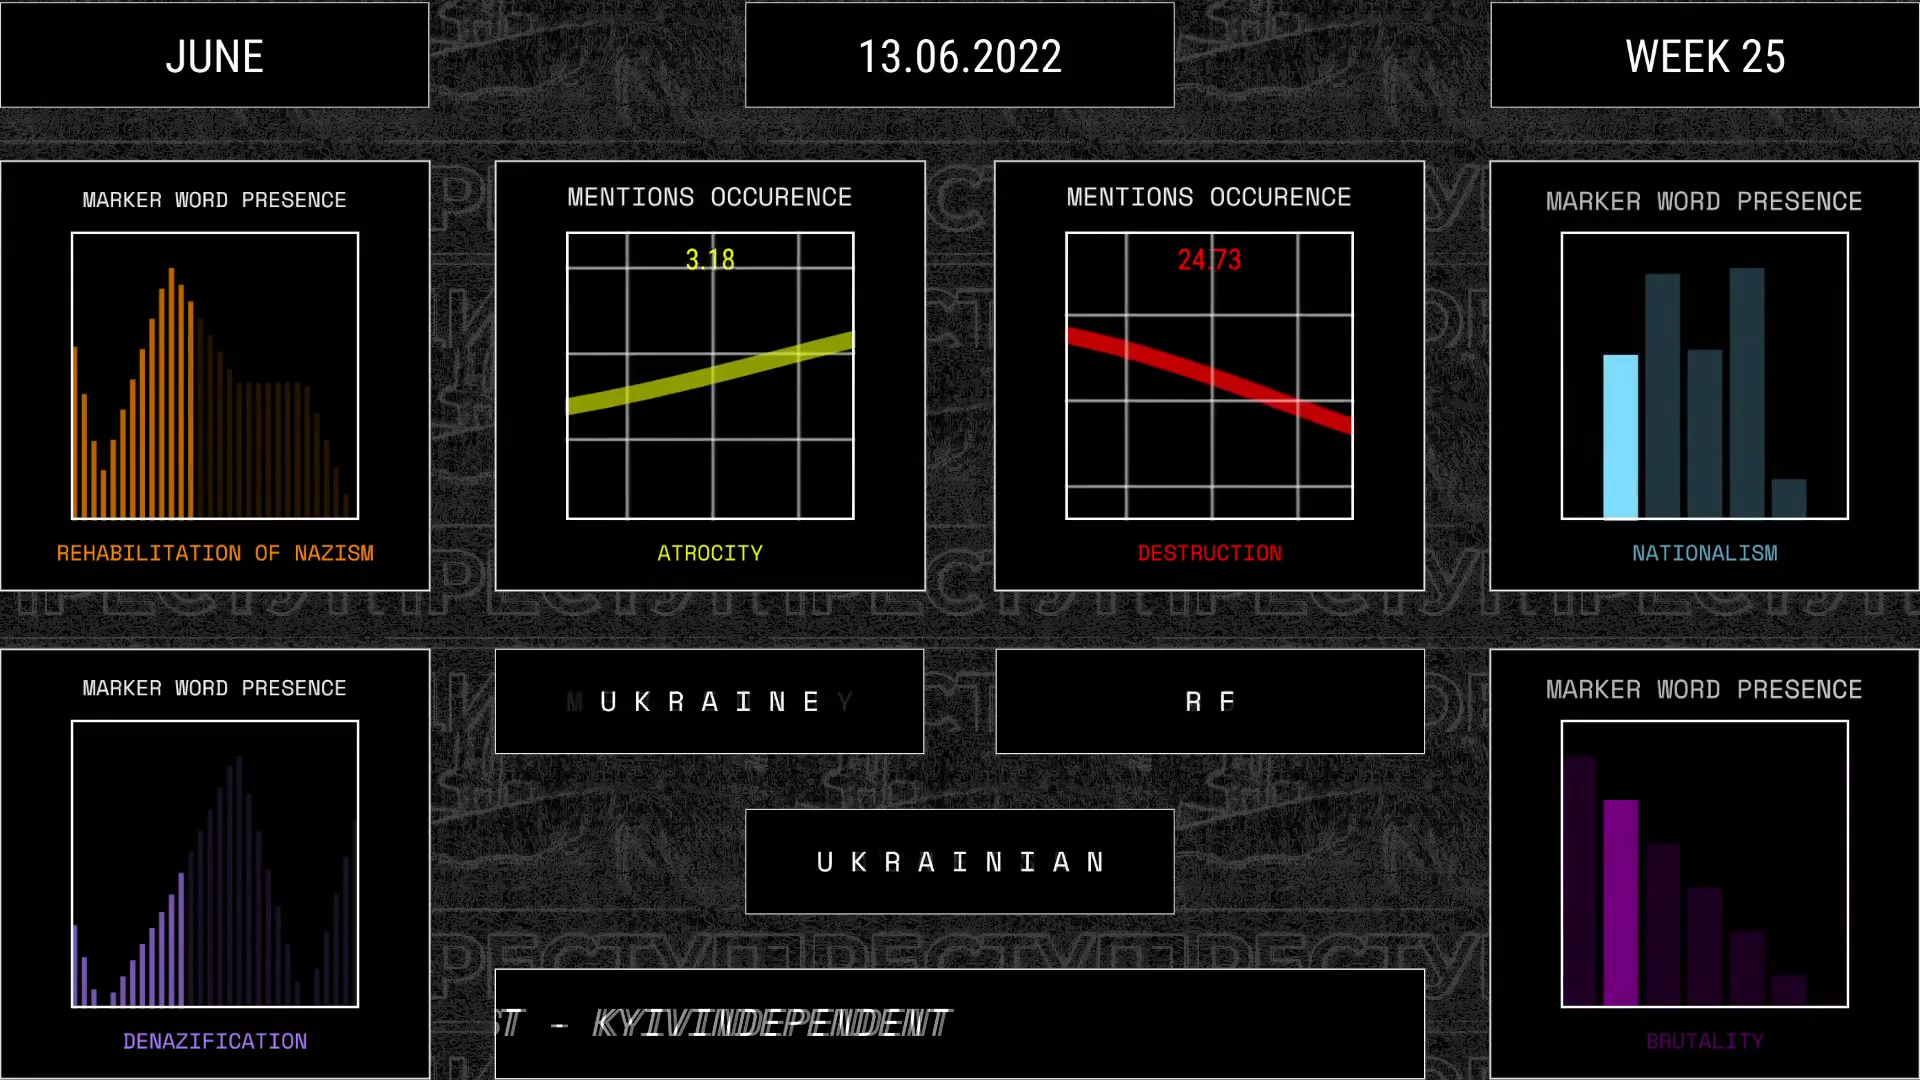 JUNE
13.06.2022
WEEK 25
MARKER WORD PRESENCE
REHABILITATION OF NAZISM
MENTIONS OCCURENCE
3.18
ATROCITY
MENTIONS OCCURENCE
24.73
DESTRUCTION
MARKER WORD PRESENCE
NATIONALISM
MARKER WORD PRESENCE
DENAZIFICATION
UKRAINE
RF
UKRAINIAN
- KYIVINDEPENDENT
MARKER WORD PRESENCE
BRUTALITY